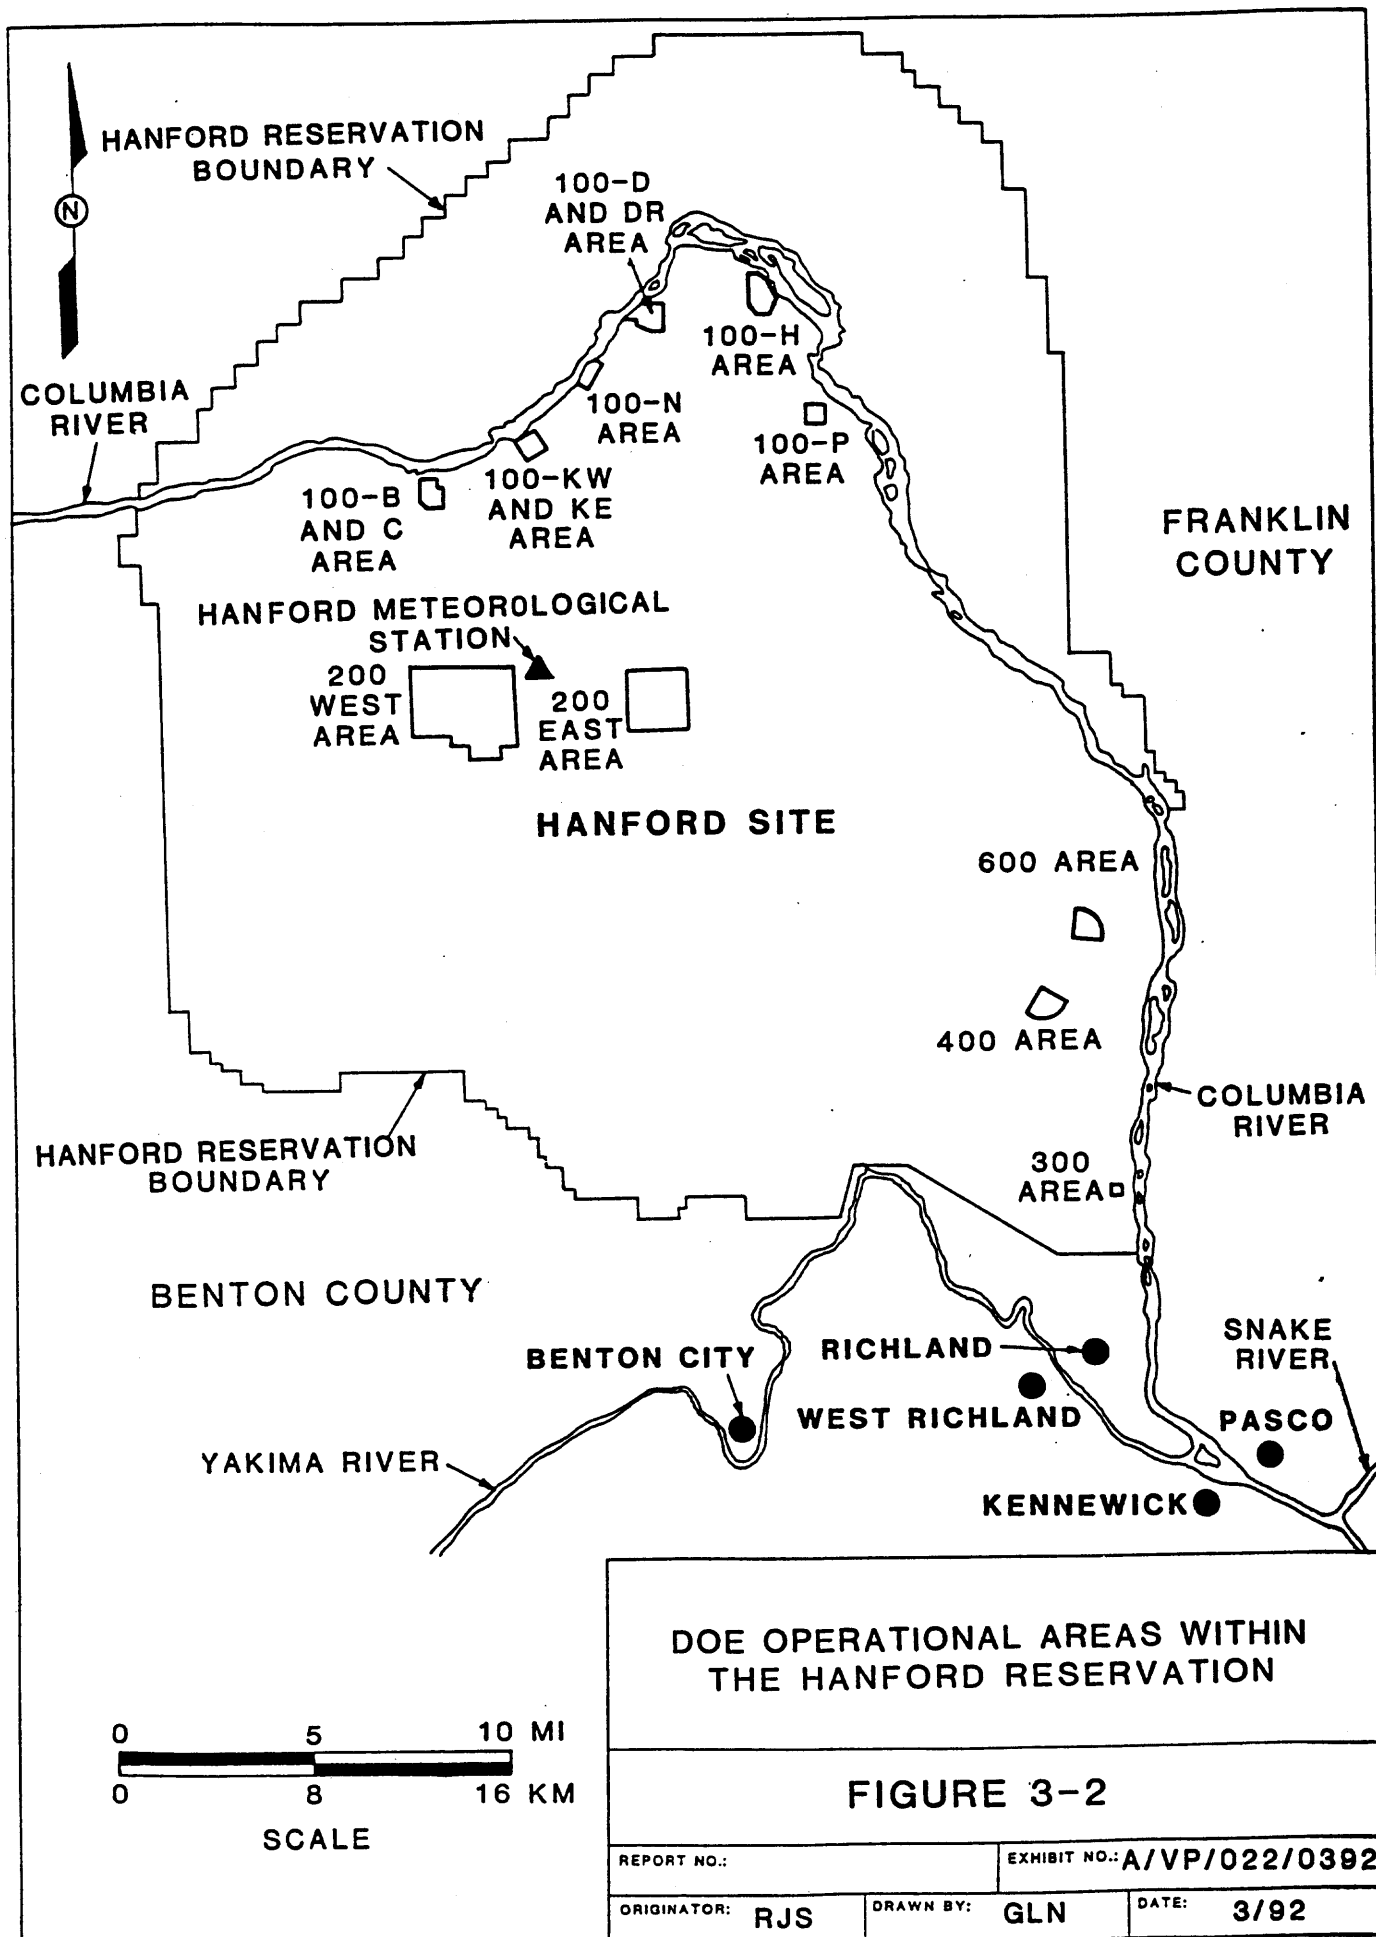 HANFORD RESERVATION
BOUNDARY
N
100-D
AND DR
AREA
100-H
AREA
COLUMBIA
RIVER
100-N
AREA
100-P
AREA
100-KW
AND KE
AREA
100-B
AND C
AREA
FRANKLIN
COUNTY
HANFORD METEOROLOGICAL
STATION
200
WEST
AREA
200
EAST
AREA
HANFORD SITE
600 AREA
400 AREA
COLUMBIA
RIVER
HANFORD RESERVATION
BOUNDARY
300
AREA
BENTON COUNTY
BENTON CITY
RICHLAND
WEST RICHLAND
SNAKE
RIVER
PASCO
YAKIMA RIVER
KENNEWICK
DOE OPERATIONAL AREAS WITHIN
THE HANFORD RESERVATION
0 5 10 MI
0 8 16 KM
SCALE
FIGURE 3-2
REPORT NO.:
EXHIBIT NO.: A/VP/022/0392
ORIGINATOR: RJS
DRAWN BY: GLN
DATE: 3/92